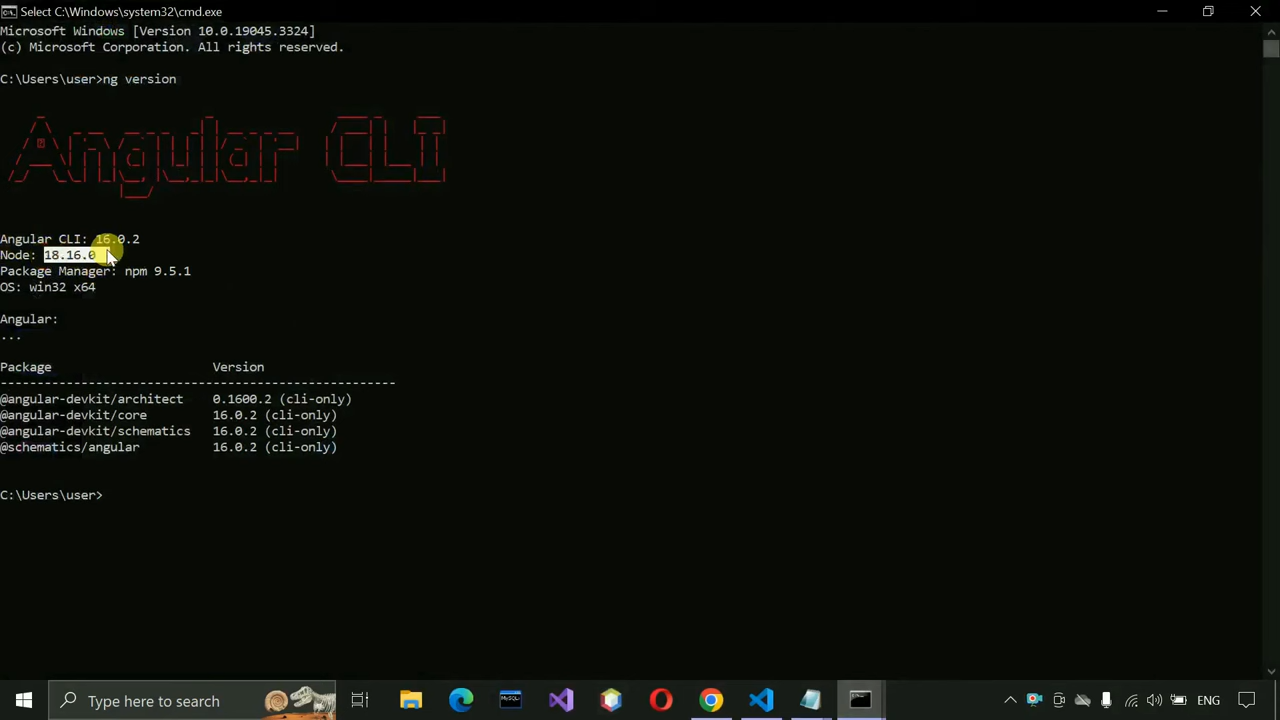 Select C:\Windows\system32\cmd.exe
Microsoft Windows [Version 10.0.19045.3324]
(c) Microsoft Corporation. All rights reserved.
C:\Users\user>ng version
Angular CLI
Angular CLI: 16.0.2
Node: 18.16.0
Package Manager: npm 9.5.1
OS: win32 x64
Angular:
...
Package Version
------------------------------------------------------
@angular-devkit/architect 0.1600.2 (cli-only)
@angular-devkit/core 16.0.2 (cli-only)
@angular-devkit/schematics 16.0.2 (cli-only)
@schematics/angular 16.0.2 (cli-only)
C:\Users\user>
Type here to search
ENG